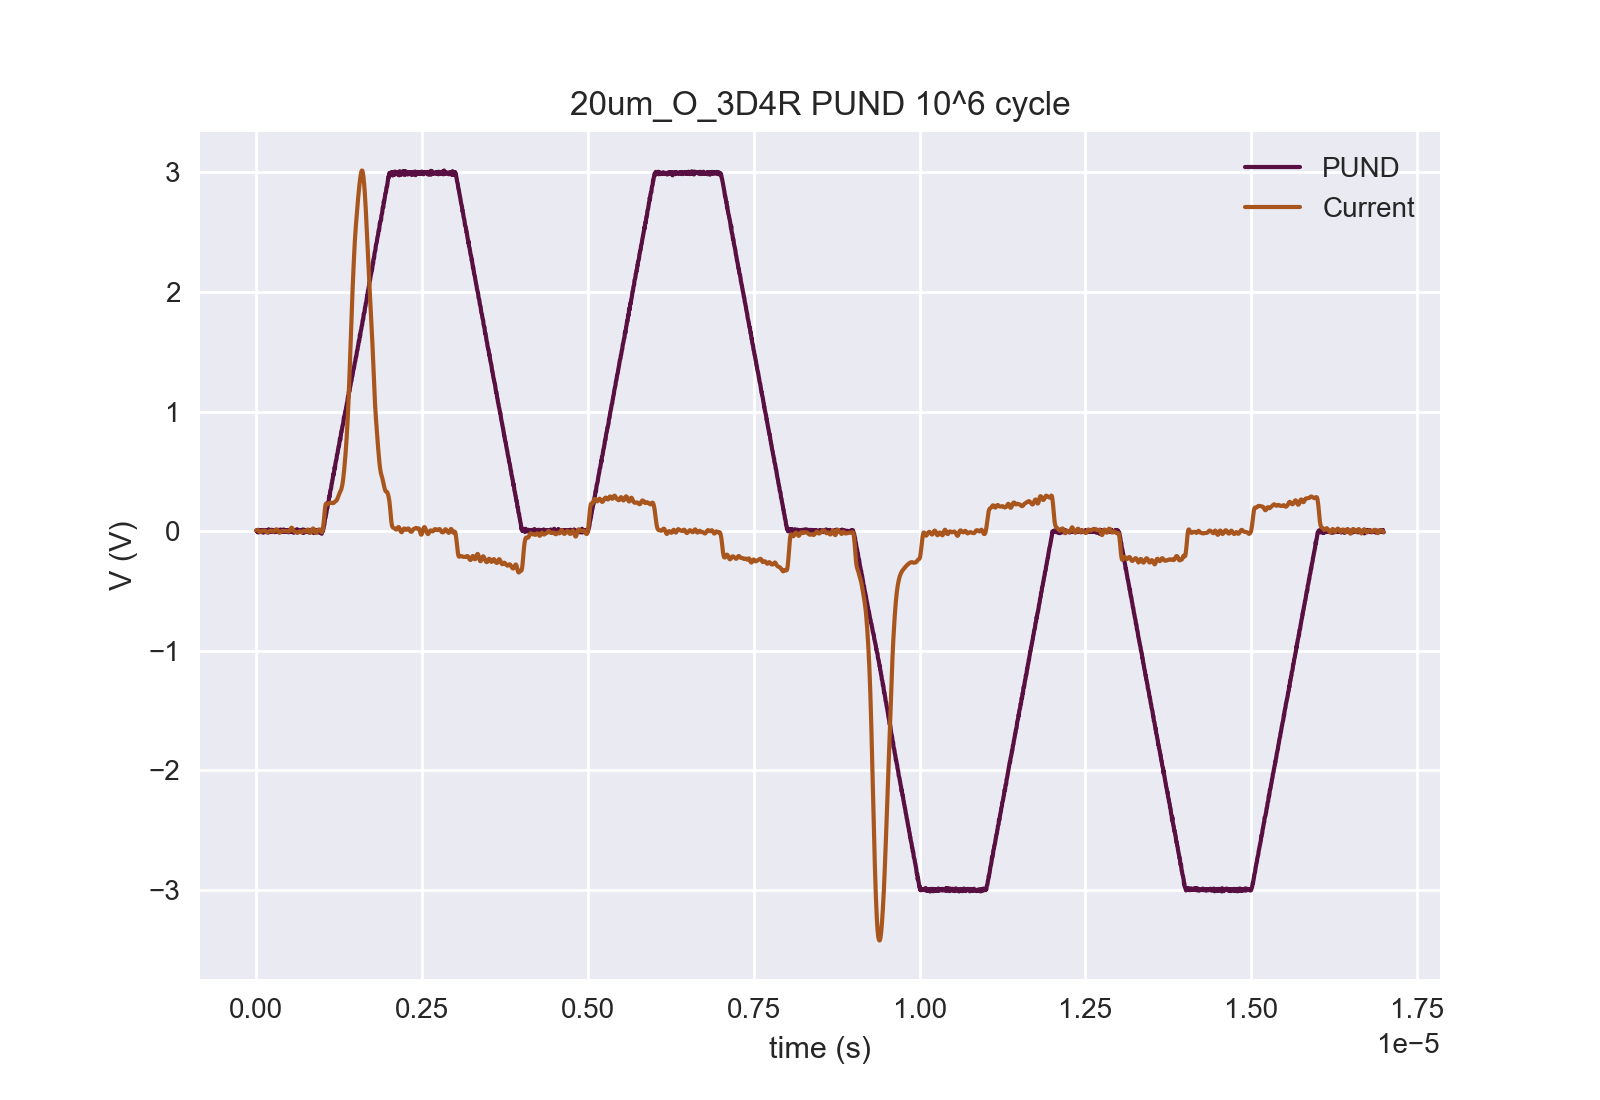 20um_O_3D4R PUND 10^6 cycle
PUND
Current
3
2
1
0
−1
−2
−3
V (V)
0.00 0.25 0.50 0.75 1.00 1.25 1.50 1.75
1e−5
time (s)